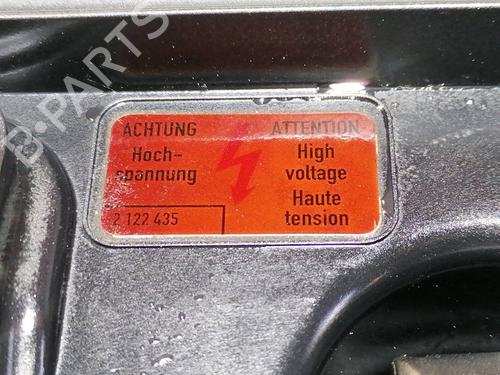 B-PARTS
ACHTUNG
Hoch-
spannung
2 122 435
ATTENTION
High
voltage
Haute
tension